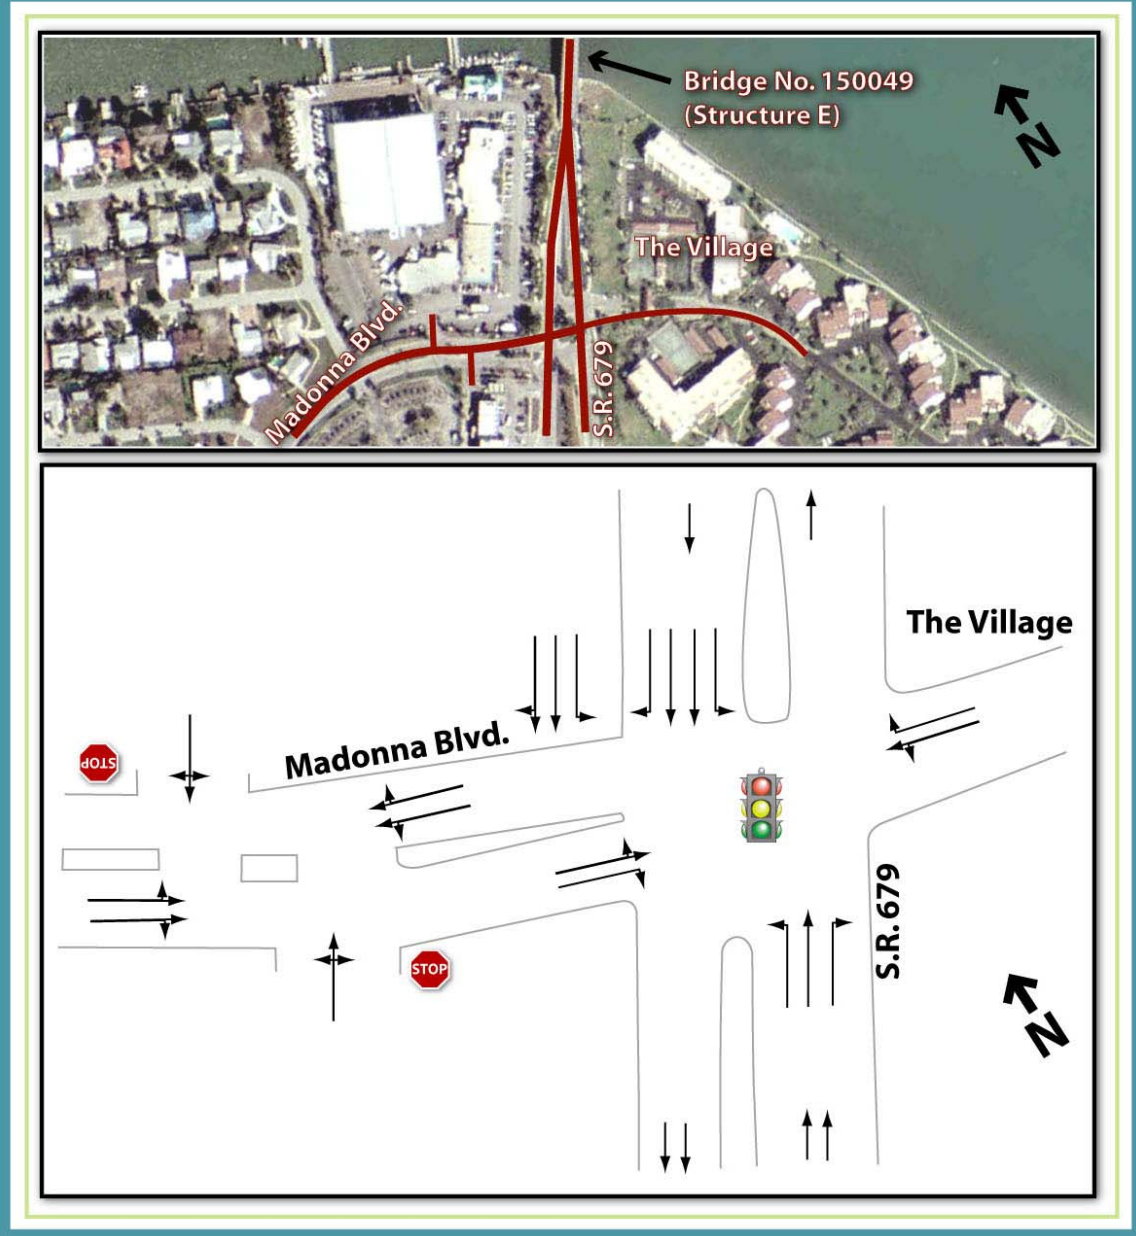 Bridge No. 150049
(Structure E)
N
The Village
Madonna Blvd.
S.R. 679
The Village
STOP
Madonna Blvd.
S.R. 679
STOP
N